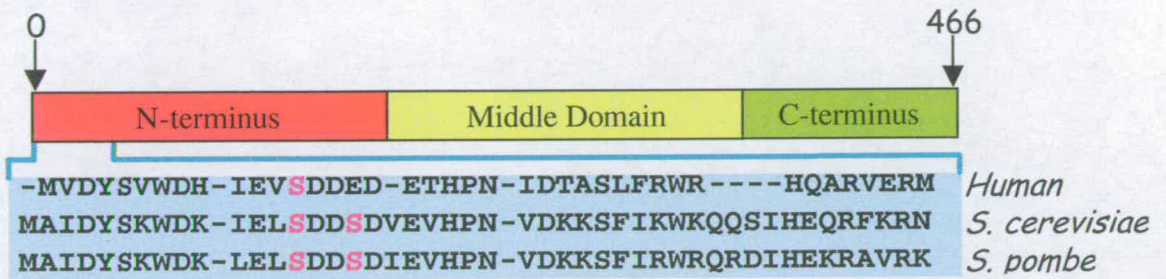 0 466
N-terminus Middle Domain C-terminus
-MVDYSVWDH-IEVSDDED-ETHPN-IDTASLFRWR----HQARVERM Human
MAIDYSKWDK-IELSDDSDVEVHPN-VDKKSFIKWKQQSIHEQRFKRN S. cerevisiae
MAIDYSKWDK-LELSDDSDIEVHPN-VDKKSFIRWRQRDIHEKRAVRK S. pombe